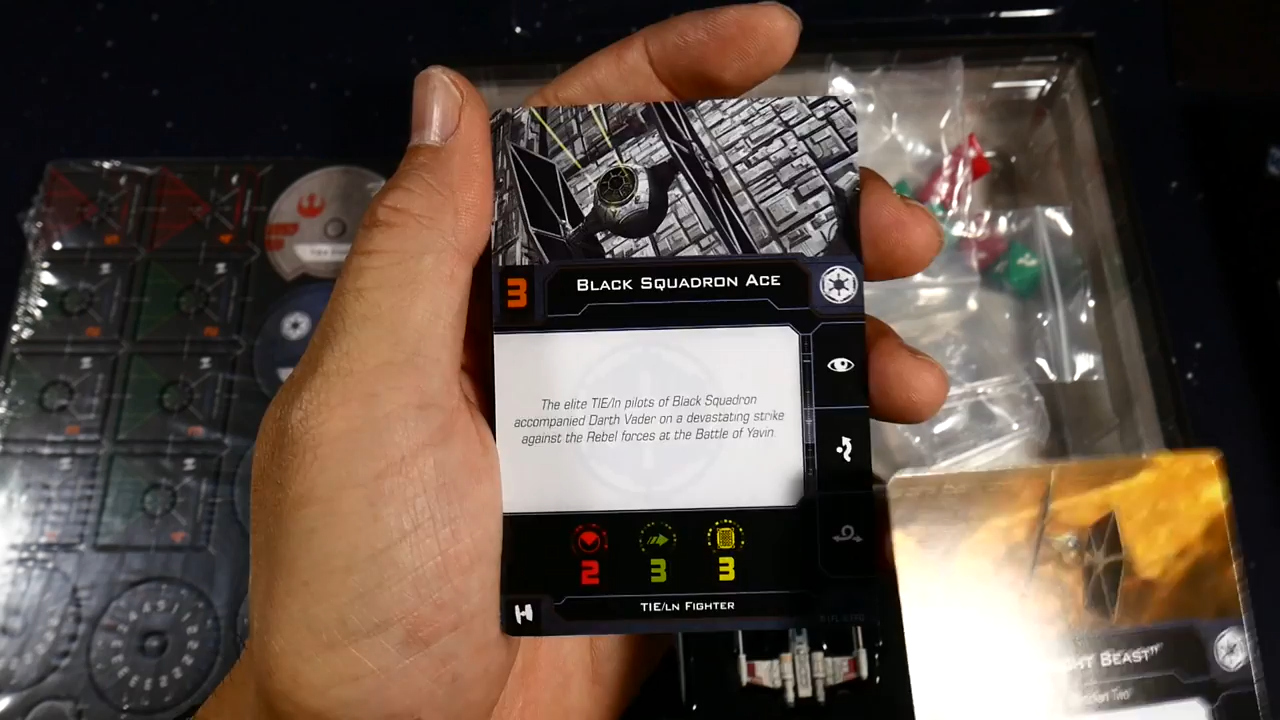 Black Squadron Ace
3
The elite TIE/ln pilots of Black Squadron
accompanied Darth Vader on a devastating strike
against the Rebel forces at the Battle of Yavin.
2 3 3
TIE/ln Fighter
ht Beast"